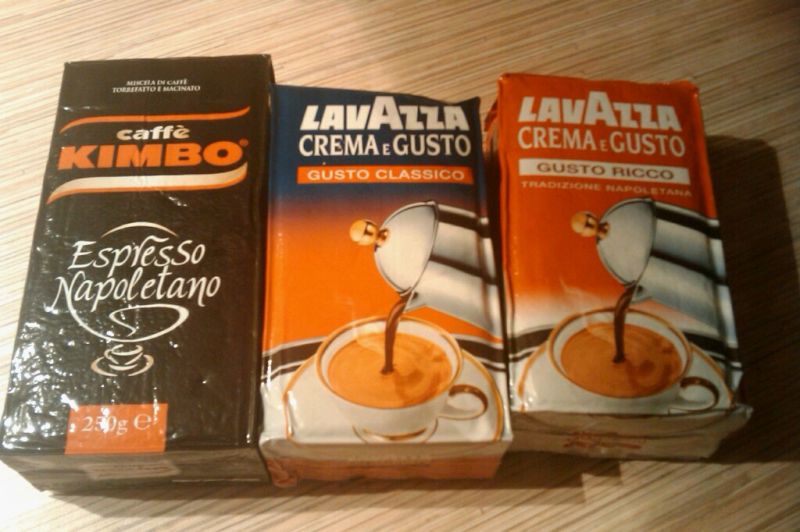 MISCELA DI CAFFÈ
TORREFATTO E MACINATO
caffè
KIMBO®
Espresso
Napoletano
250g ℮
LAVAZZA
CREMA E GUSTO
GUSTO CLASSICO
LAVAZZA
CREMA E GUSTO
GUSTO RICCO
TRADIZIONE NAPOLETANA